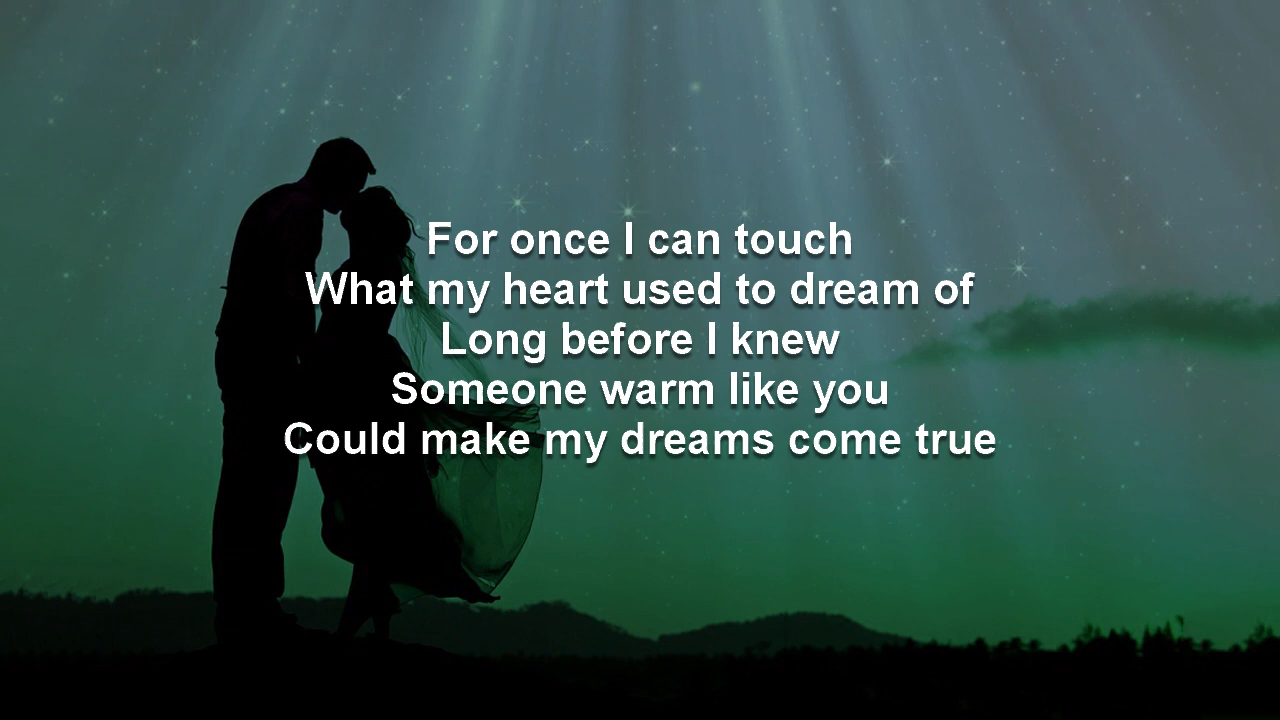 For once I can touch
What my heart used to dream of
Long before I knew
Someone warm like you
Could make my dreams come true